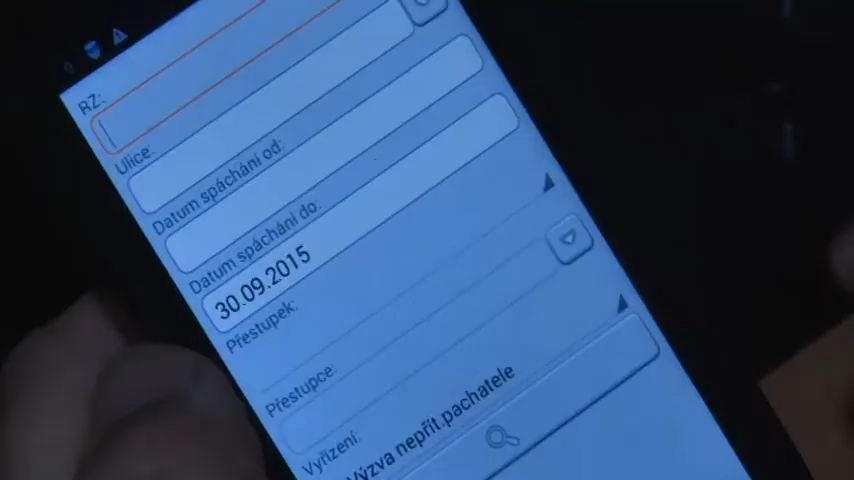 RZ:
Ulice:
Datum spáchání od:
Datum spáchání do:
30.09.2015
Přestupek:
Přestupce:
Vyřízení:
Výzva nepřít.pachatele